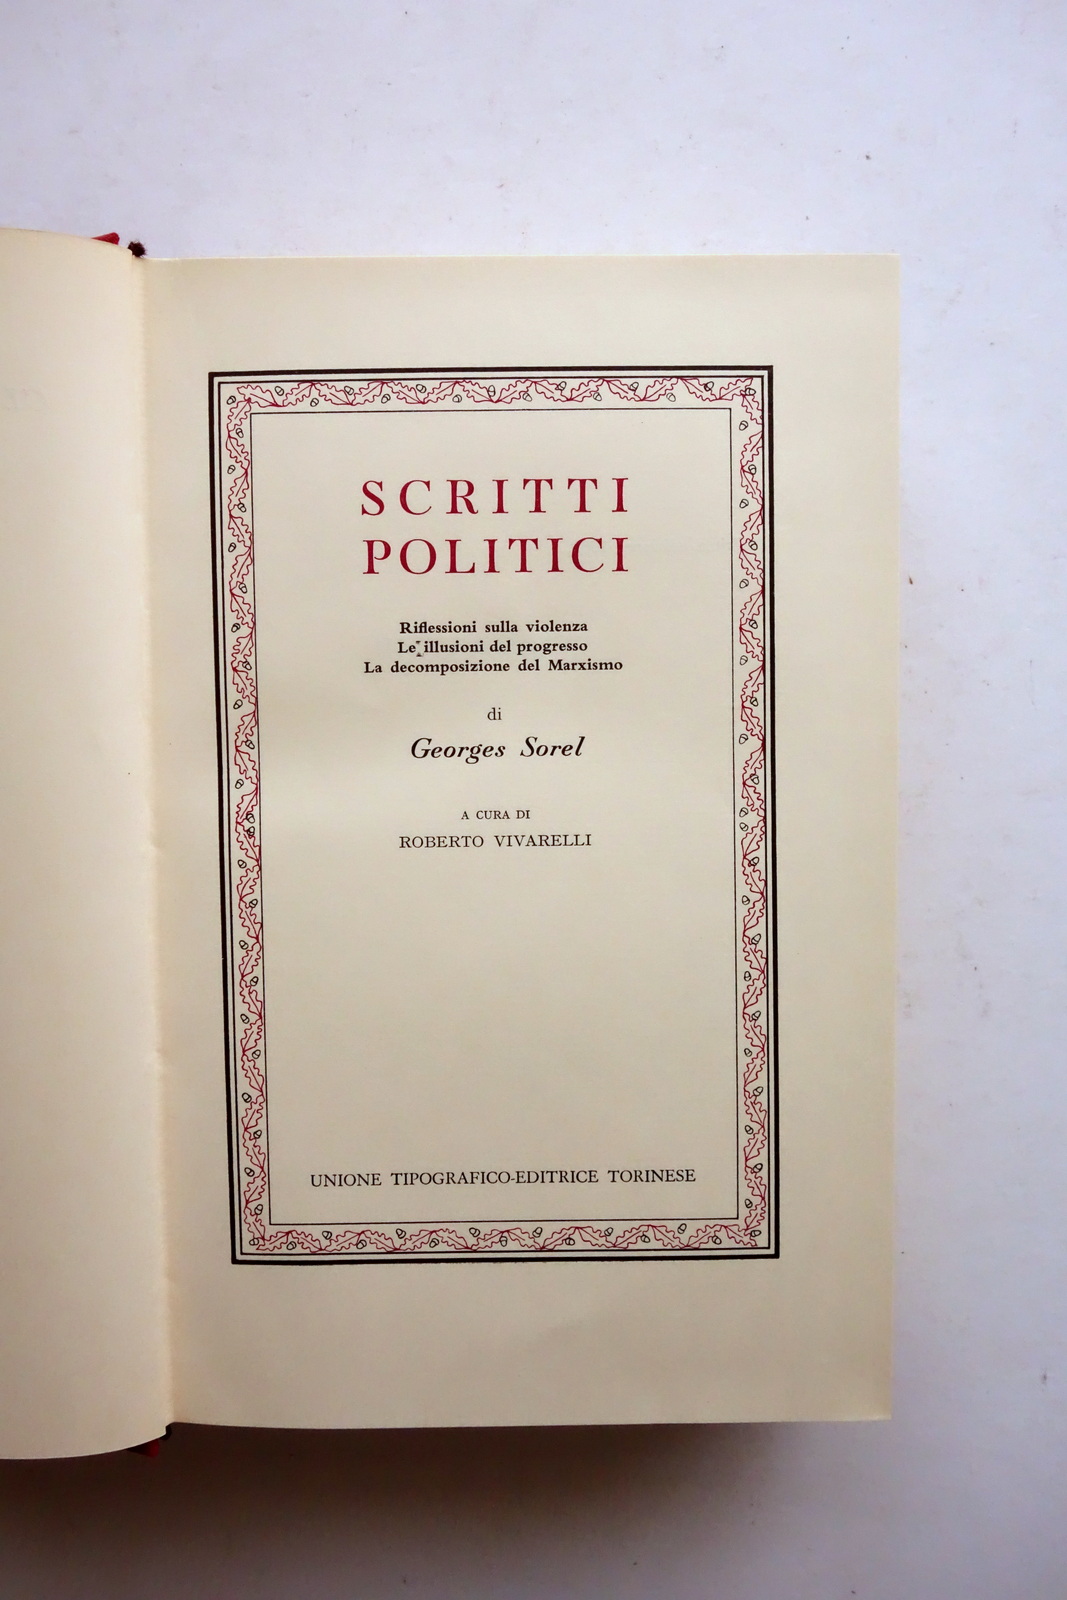 SCRITTI
POLITICI
Riflessioni sulla violenza
Le illusioni del progresso
La decomposizione del Marxismo
di
Georges Sorel
A CURA DI
ROBERTO VIVARELLI
UNIONE TIPOGRAFICO-EDITRICE TORINESE